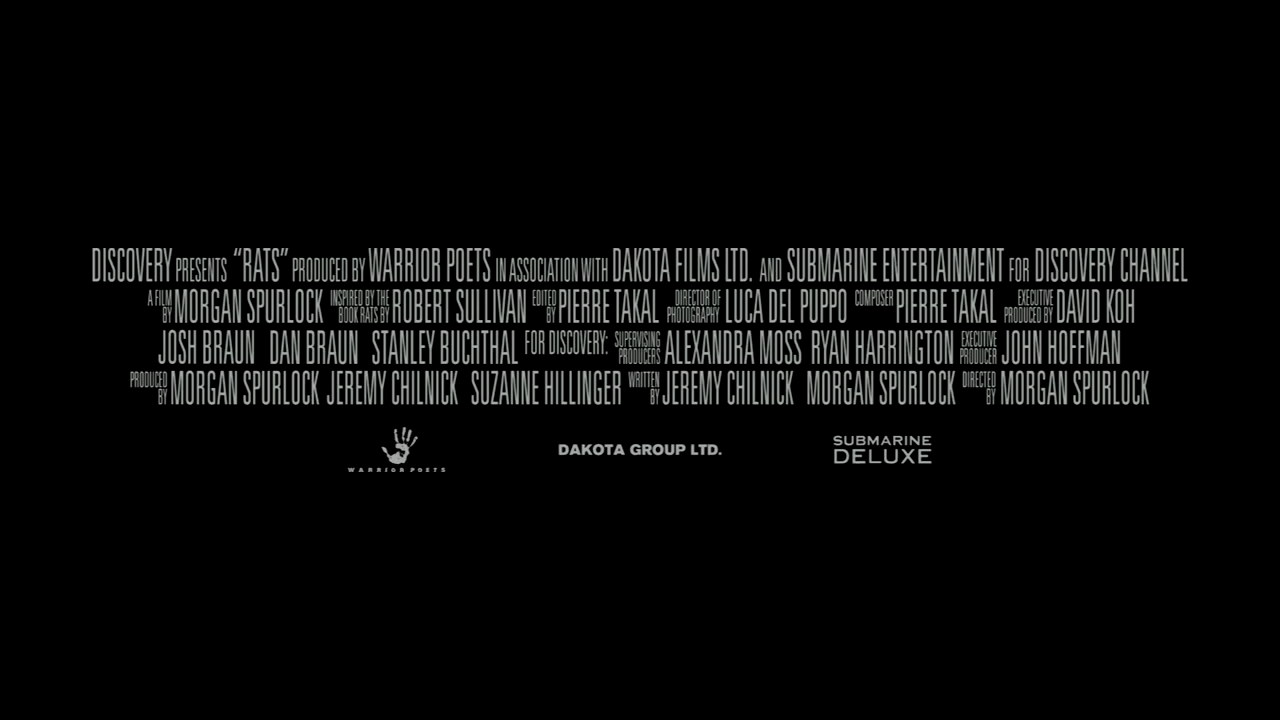 DISCOVERY PRESENTS “RATS” PRODUCED BY WARRIOR POETS IN ASSOCIATION WITH DAKOTA FILMS LTD. AND SUBMARINE ENTERTAINMENT FOR DISCOVERY CHANNEL
A FILM BY MORGAN SPURLOCK INSPIRED BY THE BOOK RATS BY ROBERT SULLIVAN EDITED BY PIERRE TAKAL DIRECTOR OF PHOTOGRAPHY LUCA DEL PUPPO COMPOSER PIERRE TAKAL EXECUTIVE PRODUCED BY DAVID KOH
JOSH BRAUN DAN BRAUN STANLEY BUCHTHAL FOR DISCOVERY: SUPERVISING PRODUCERS ALEXANDRA MOSS RYAN HARRINGTON EXECUTIVE PRODUCER JOHN HOFFMAN
PRODUCED BY MORGAN SPURLOCK JEREMY CHILNICK SUZANNE HILLINGER WRITTEN BY JEREMY CHILNICK MORGAN SPURLOCK DIRECTED BY MORGAN SPURLOCK
WARRIOR POETS
DAKOTA GROUP LTD.
SUBMARINE
DELUXE